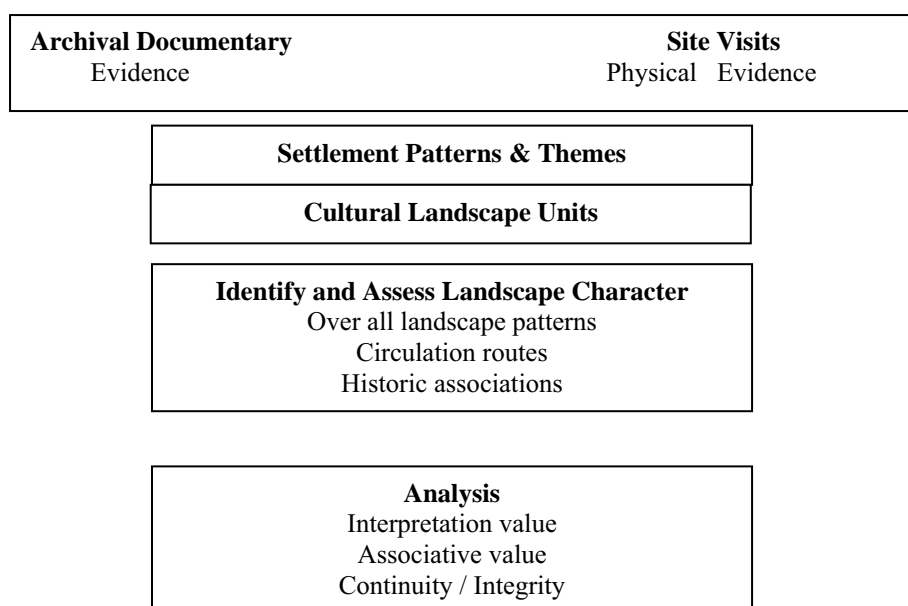 Archival Documentary Site Visits
Evidence Physical Evidence
Settlement Patterns & Themes
Cultural Landscape Units
Identify and Assess Landscape Character
Over all landscape patterns
Circulation routes
Historic associations
Analysis
Interpretation value
Associative value
Continuity / Integrity